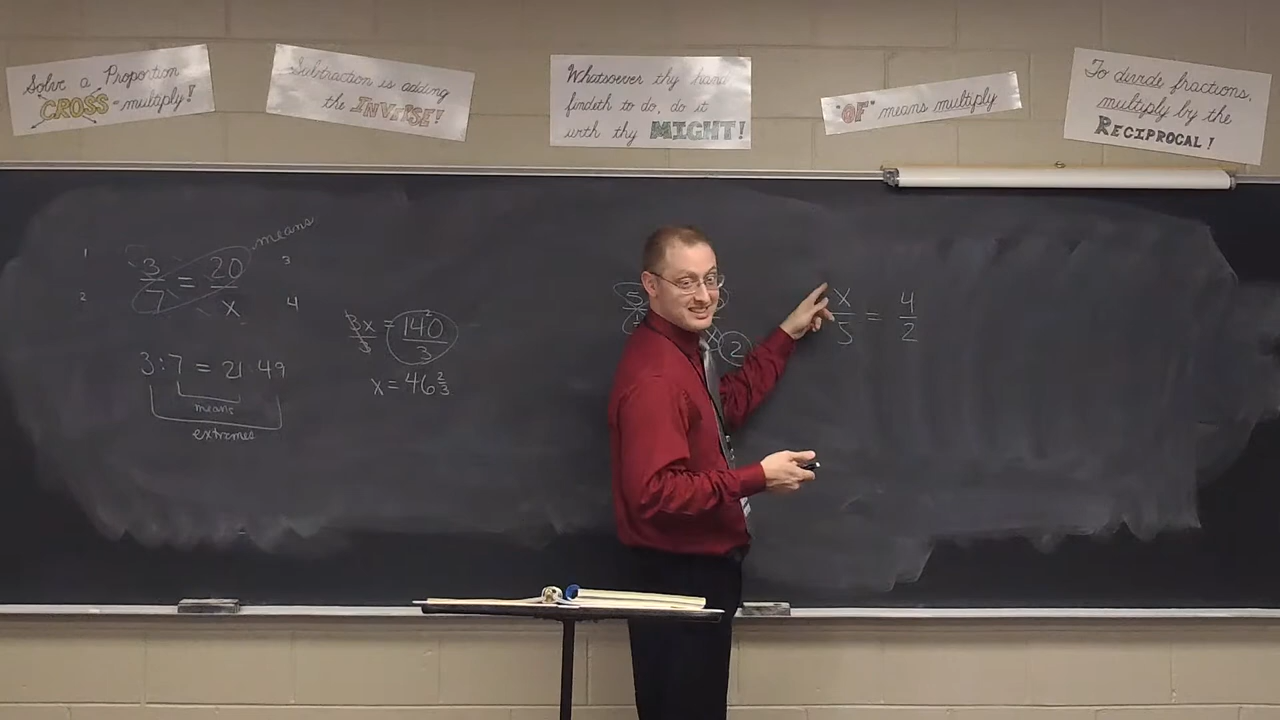 Solve a Proportion
CROSS-multiply!
Subtraction is adding
the INVERSE!
Whatsoever thy hand
findeth to do, do it
with thy MIGHT!
"OF" means multiply
To divide fractions,
multiply by the
RECIPROCAL!
means
1
3/7 = 20/x
3
2
4
3x/3 = 140/3
x = 46 2/3
3:7 = 21:49
means
extremes
5
x
2
x/5 = 4/2